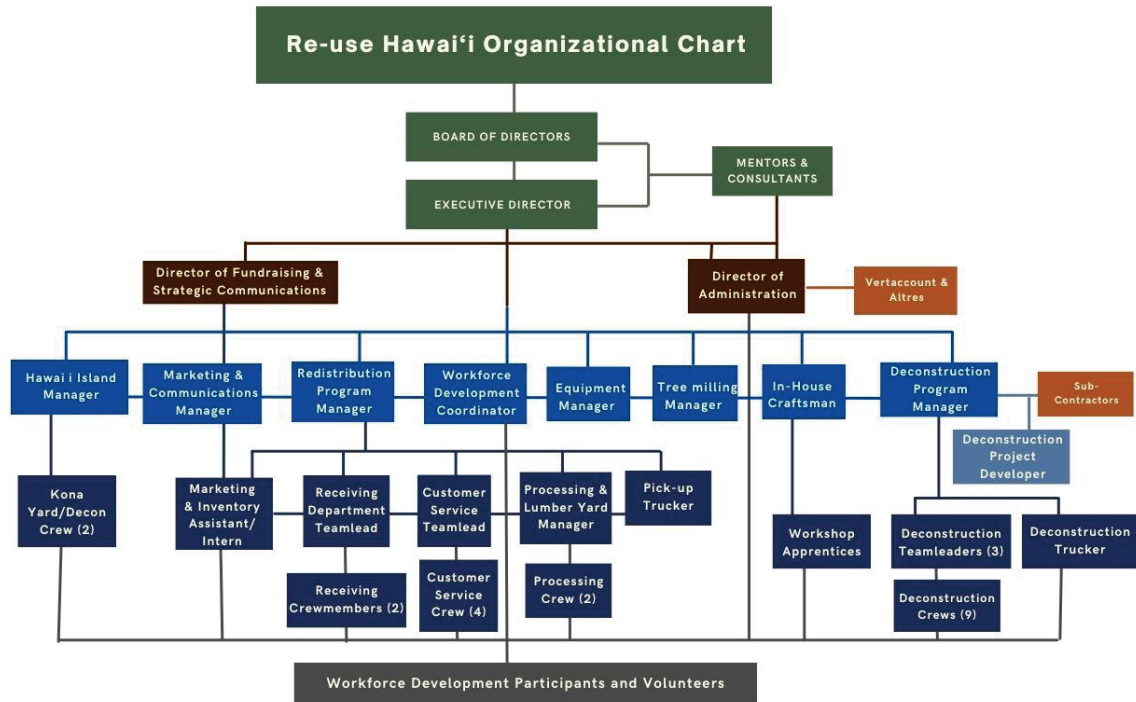 Re-use Hawaiʻi Organizational Chart
BOARD OF DIRECTORS
MENTORS &
CONSULTANTS
EXECUTIVE DIRECTOR
Director of Fundraising &
Strategic Communications
Director of
Administration
Vertaccount &
Altres
Hawai i Island
Manager
Marketing &
Communications
Manager
Redistribution
Program
Manager
Workforce
Development
Coordinator
Equipment
Manager
Tree milling
Manager
In-House
Craftsman
Deconstruction
Program
Manager
Sub-
Contractors
Deconstruction
Project
Developer
Kona
Yard/Decon
Crew (2)
Marketing
& Inventory
Assistant/
Intern
Receiving
Department
Teamlead
Customer
Service
Teamlead
Processing &
Lumber Yard
Manager
Pick-up
Trucker
Workshop
Apprentices
Deconstruction
Teamleaders (3)
Deconstruction
Trucker
Receiving
Crewmembers (2)
Customer
Service
Crew (4)
Processing
Crew (2)
Deconstruction
Crews (9)
Workforce Development Participants and Volunteers